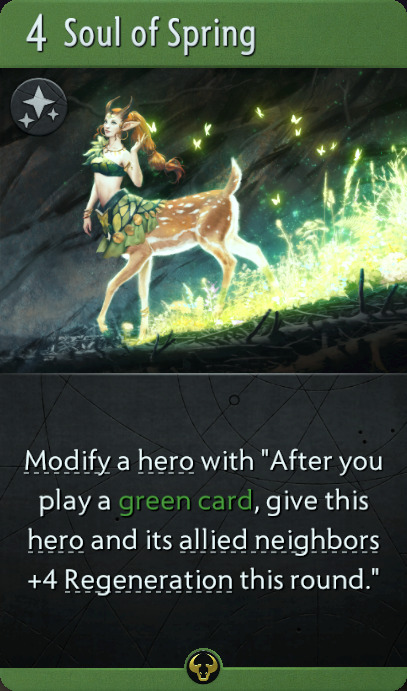 4 Soul of Spring
Modify a hero with "After you
play a green card, give this
hero and its allied neighbors
+4 Regeneration this round."